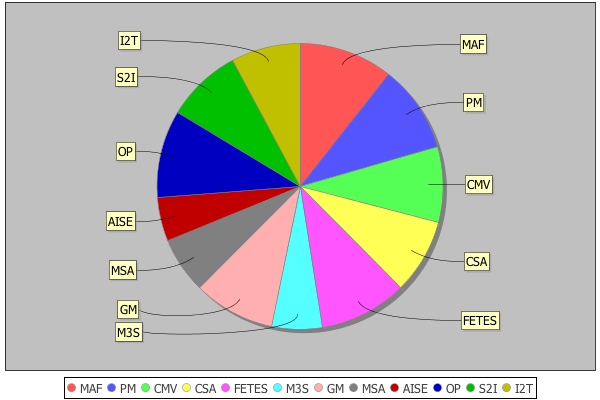 I2T
MAF
S2I
PM
OP
CMV
AISE
CSA
MSA
GM
FETES
M3S
MAF PM CMV CSA FETES M3S GM MSA AISE OP S2I I2T